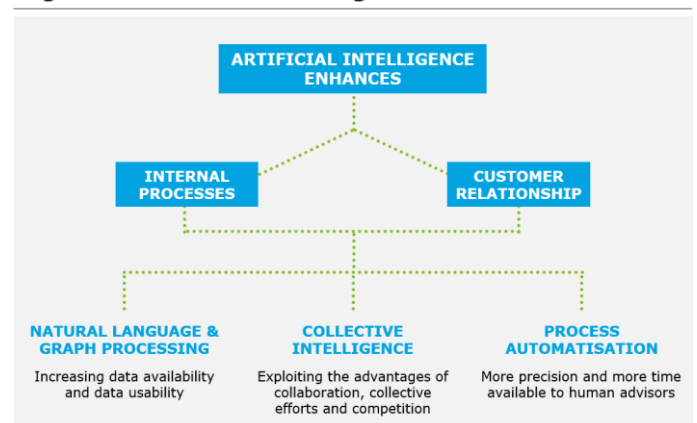 ARTIFICIAL INTELLIGENCE
ENHANCES
INTERNAL
PROCESSES
CUSTOMER
RELATIONSHIP
NATURAL LANGUAGE &
GRAPH PROCESSING
Increasing data availability
and data usability
COLLECTIVE
INTELLIGENCE
Exploiting the advantages of
collaboration, collective
efforts and competition
PROCESS
AUTOMATISATION
More precision and more time
available to human advisors